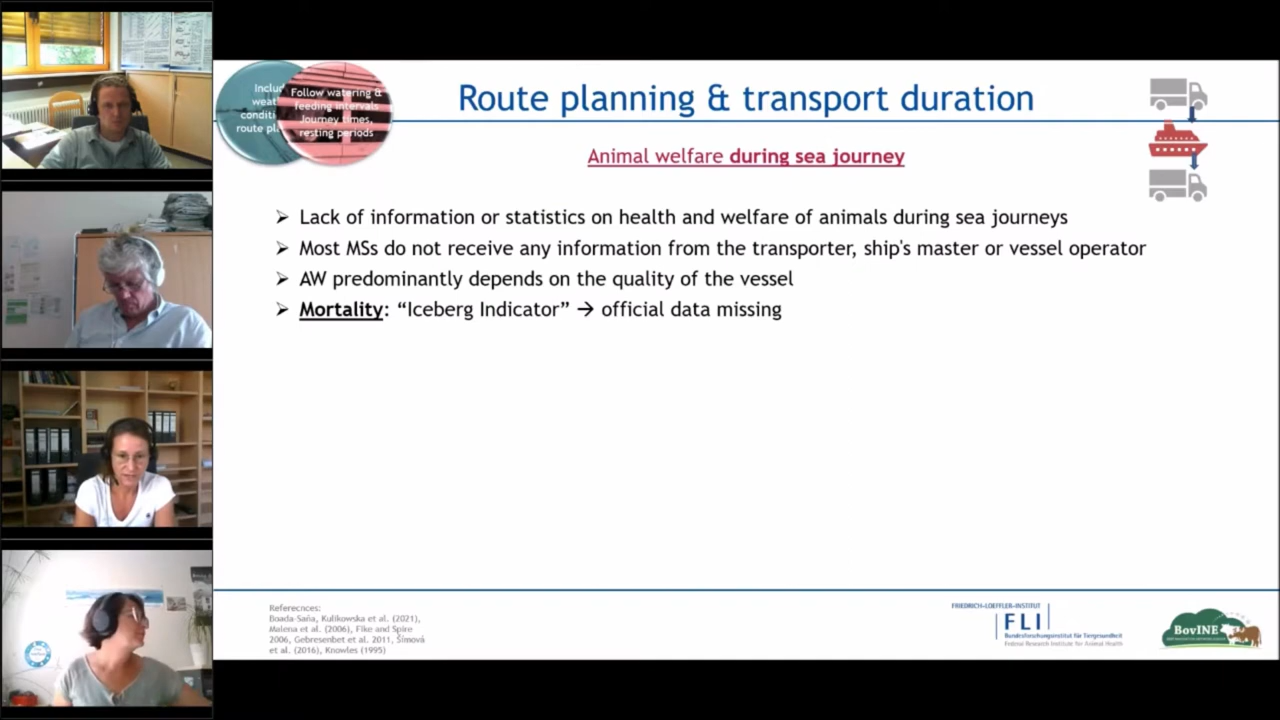 Route planning & transport duration
Follow watering &
feeding intervals
Journey times,
resting periods
Animal welfare during sea journey
Lack of information or statistics on health and welfare of animals during sea journeys
Most MSs do not receive any information from the transporter, ship's master or vessel operator
AW predominantly depends on the quality of the vessel
Mortality: “Iceberg Indicator” → official data missing
Referecnces:
Boada-Saña, Kulikowska et al. (2021),
Malena et al. (2006), Fike and Spire
2006, Gebresenbet et al. 2011, Šímová
et al. (2016), Knowles (1995)
FRIEDRICH-LOEFFLER-INSTITUT
FLI
Bundesforschungsinstitut für Tiergesundheit
Federal Research Institute for Animal Health
BovINE